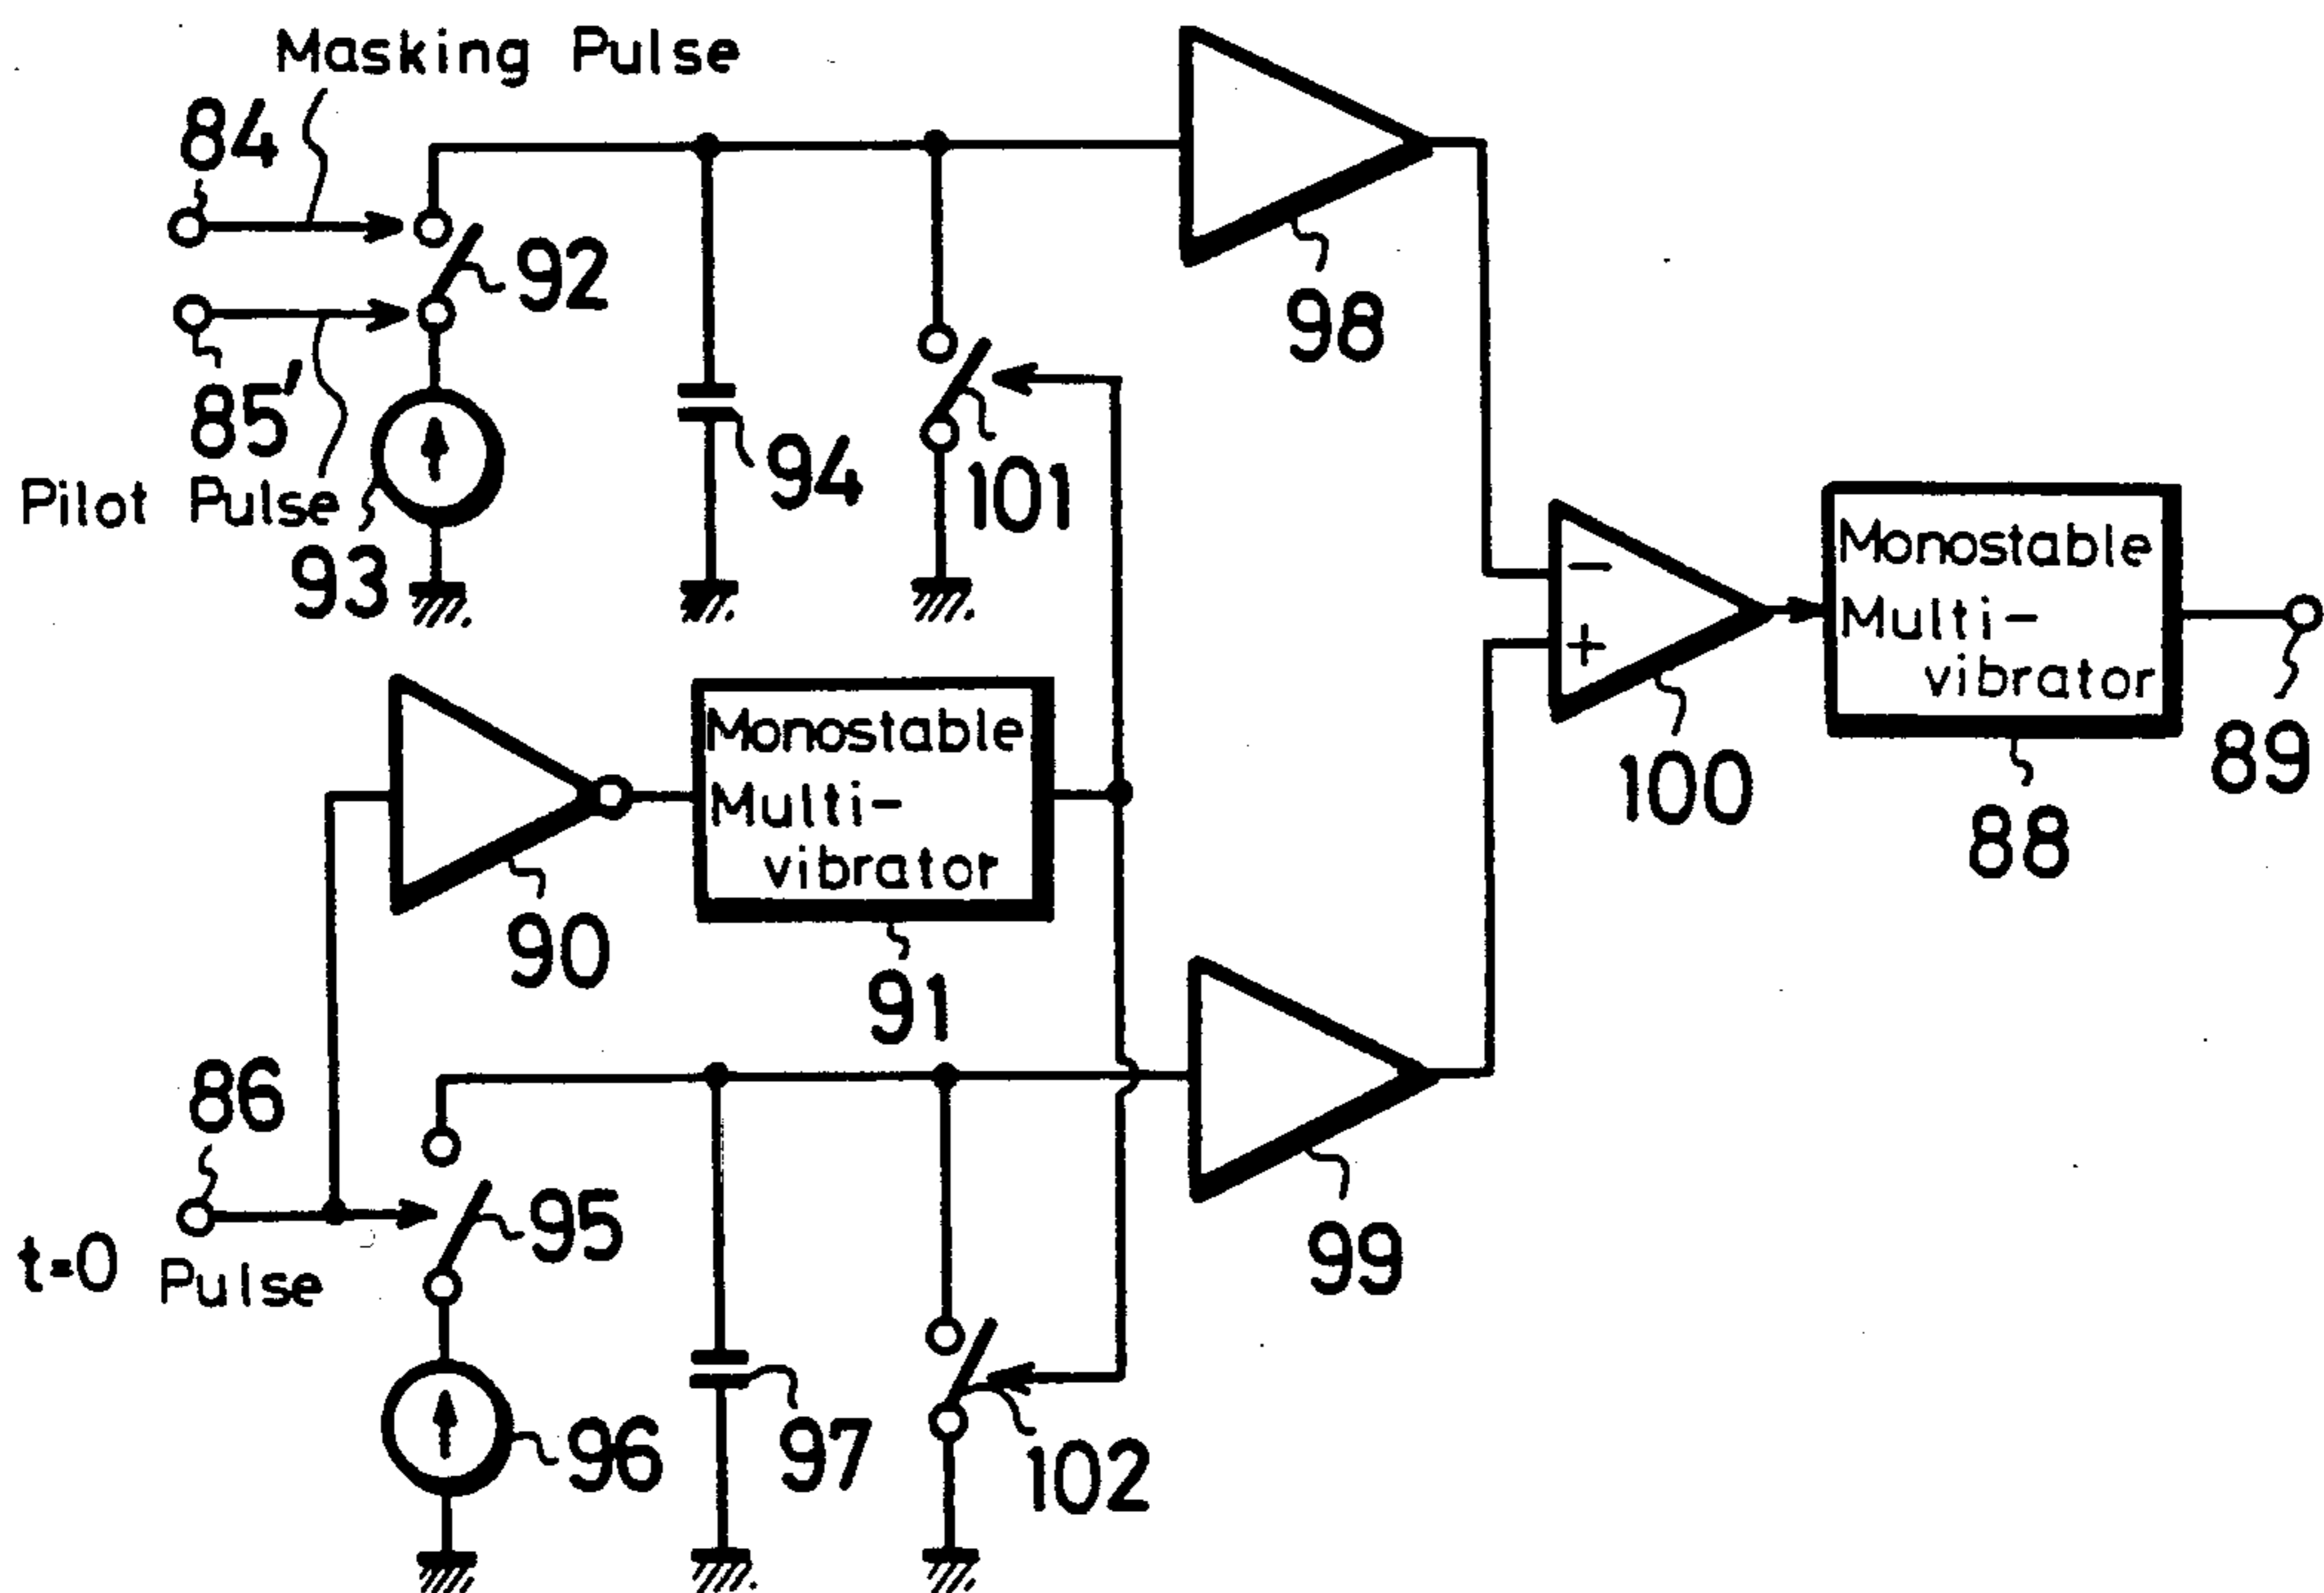 Masking Pulse
84
92
98
85'
94
101
Pilot Pulse
93
−
+
Monostable
Multi-
vibrator
100
88
89
Monostable
Multi-
vibrator
90
91
86
95
99
t=0 Pulse
96
97
102